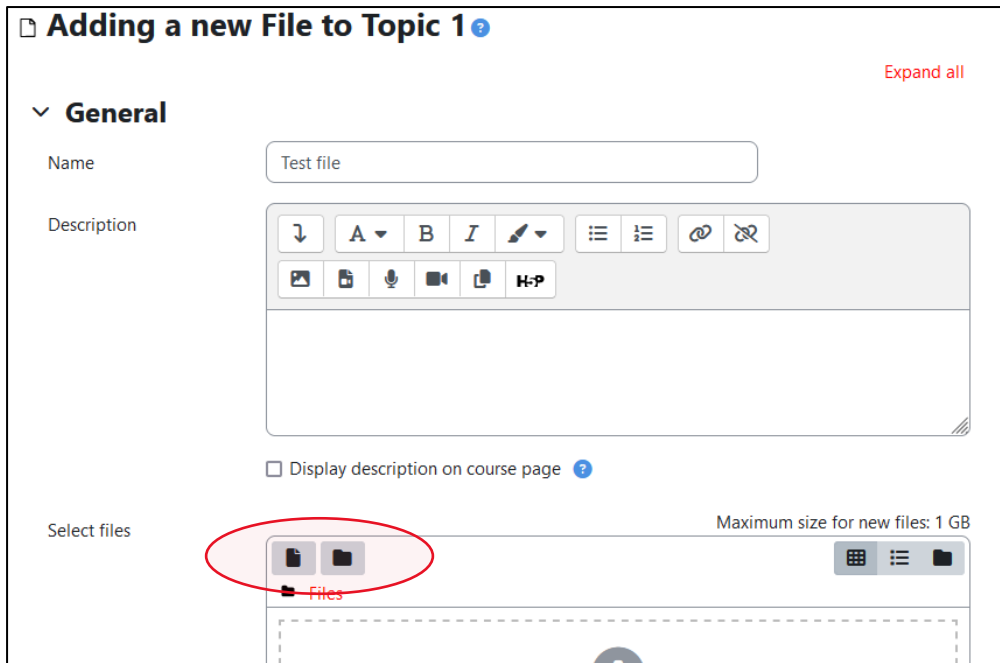 Adding a new File to Topic 1
Expand all
General
Name
Test file
Description
A
B
I
H5P
Display description on course page
Select files
Maximum size for new files: 1 GB
Files